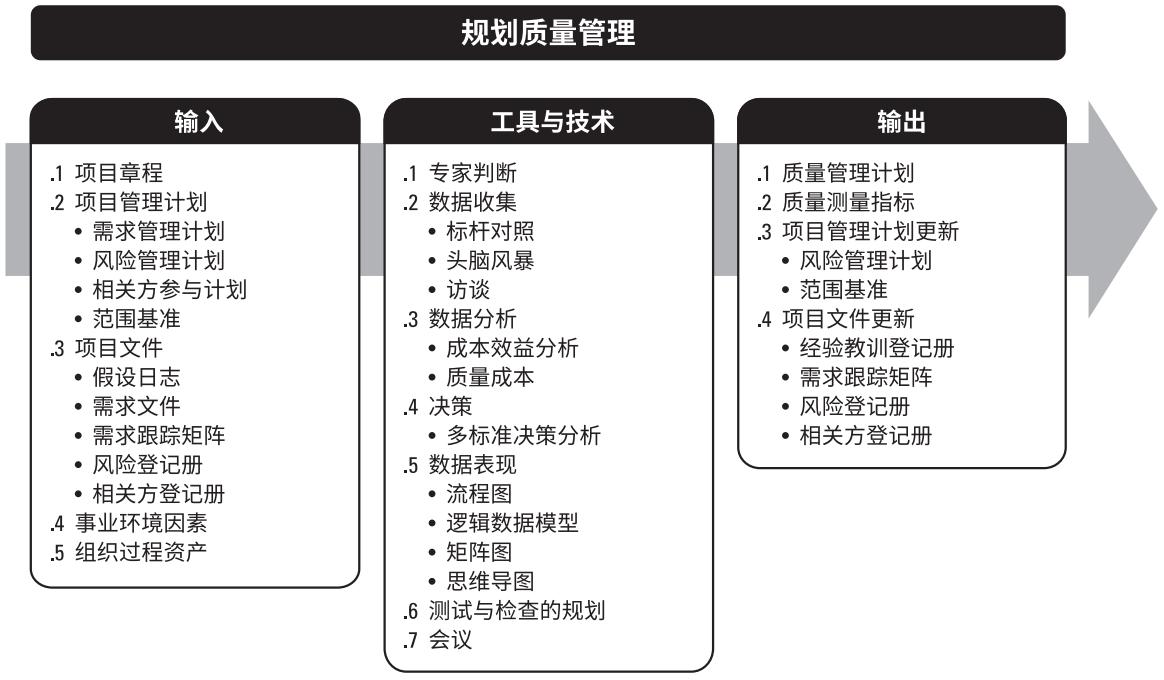 规划质量管理
输入
.1 项目章程
.2 项目管理计划
• 需求管理计划
• 风险管理计划
• 相关方参与计划
• 范围基准
.3 项目文件
• 假设日志
• 需求文件
• 需求跟踪矩阵
• 风险登记册
• 相关方登记册
.4 事业环境因素
.5 组织过程资产
工具与技术
.1 专家判断
.2 数据收集
• 标杆对照
• 头脑风暴
• 访谈
.3 数据分析
• 成本效益分析
• 质量成本
.4 决策
• 多标准决策分析
.5 数据表现
• 流程图
• 逻辑数据模型
• 矩阵图
• 思维导图
.6 测试与检查的规划
.7 会议
输出
.1 质量管理计划
.2 质量测量指标
.3 项目管理计划更新
• 风险管理计划
• 范围基准
.4 项目文件更新
• 经验教训登记册
• 需求跟踪矩阵
• 风险登记册
• 相关方登记册